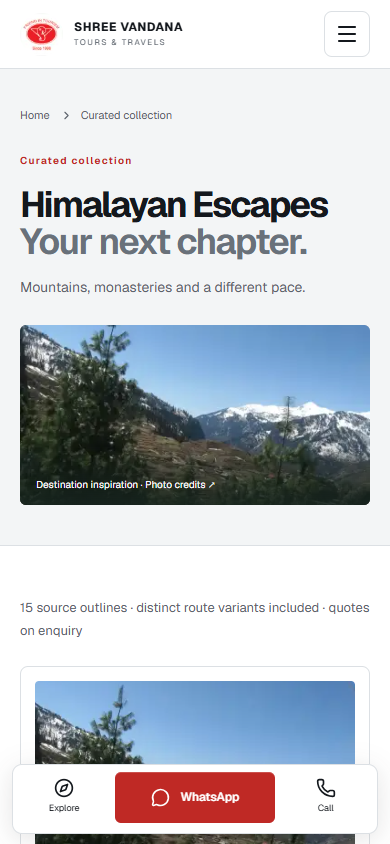 SHREE VANDANA
TOURS & TRAVELS
Home > Curated collection
Curated collection
Himalayan Escapes
Your next chapter.
Mountains, monasteries and a different pace.
Destination inspiration · Photo credits ↗
15 source outlines · distinct route variants included · quotes
on enquiry
Explore
WhatsApp
Call